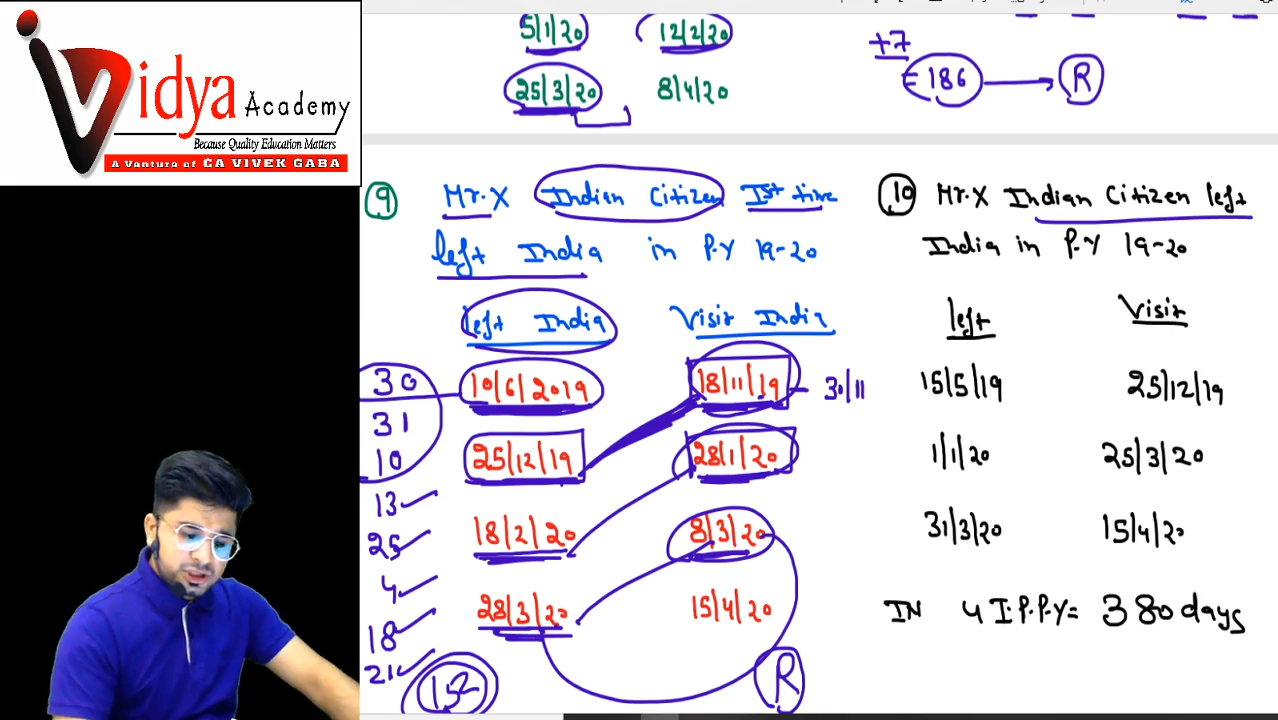 Vidya Academy
Because Quality Education Matters
A Vantura of CA VIVEK GABA
5/1/20 12/2/20
25/3/20 8/4/20
+7
= 186 R
9 Mr. X Indian Citizen Ist time
left India in P.Y 19-20
left India Visit India
30 10/6/2019 18/11/19 30/11
31
10 25/12/19 28/1/20
13
25 18/2/20 8/3/20
4
18 28/3/20 15/4/20
21
152 R
10 Mr. X Indian Citizen left
India in P.Y 19-20
left Visit
15/5/19 25/12/19
1/1/20 25/3/20
31/3/20 15/4/20
IN 4 I.P.P.Y = 380 days